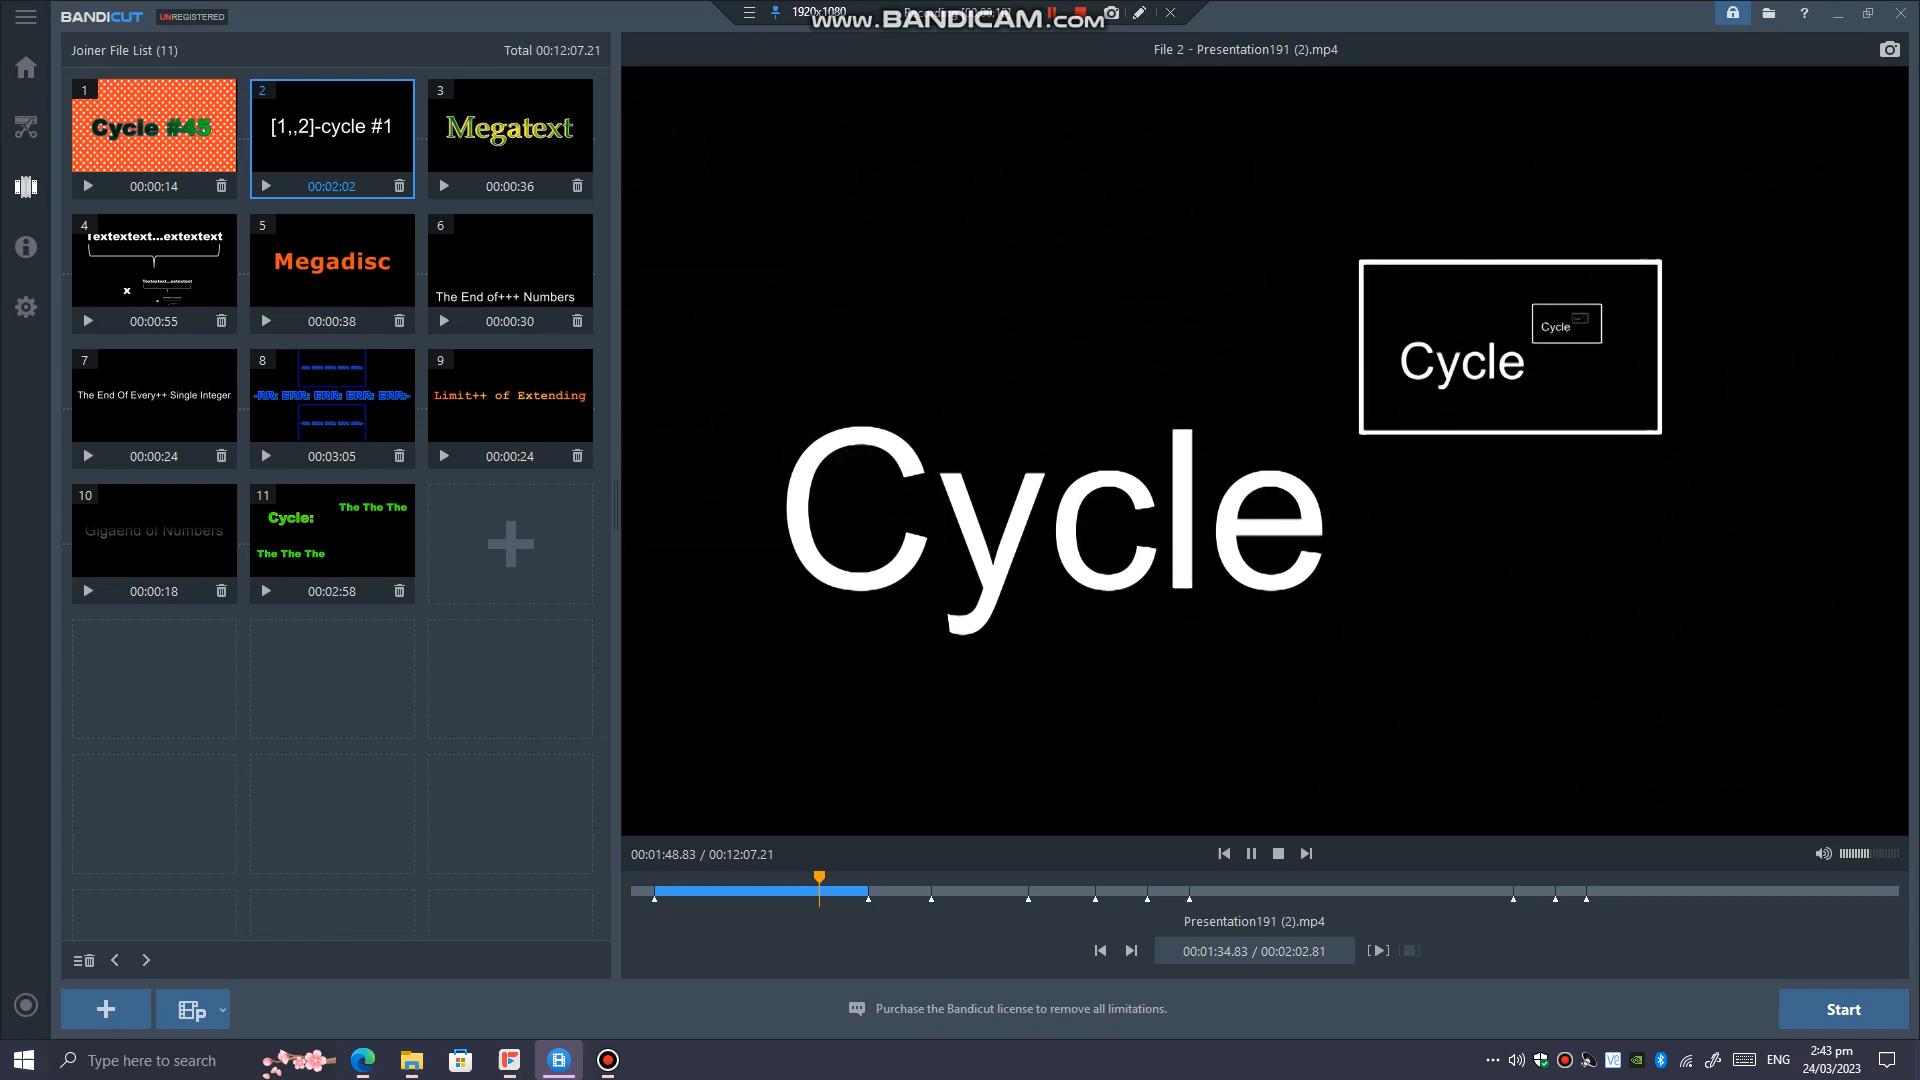 BANDICUT UNREGISTERED
1920x1080
www.BANDICAM.com
Joiner File List (11)
Total 00:12:07.21
File 2 - Presentation191 (2).mp4
1
Cycle #45
00:00:14
2
[1,,2]-cycle #1
00:02:02
3
Megatext
00:00:36
4
Textextext...extextext
x
Textextext...extextext
00:00:55
5
Megadisc
00:00:38
6
The End of+++ Numbers
00:00:30
7
The End Of Every++ Single Integer
00:00:24
8
-RR: ERR: ERR: ERR: ERR:-
00:03:05
9
Limit++ of Extending
00:00:24
10
Gigaend of Numbers
00:00:18
11
Cycle:
The The The
The The The
00:02:58
Cycle
Cycle
Cycle
00:01:48.83 / 00:12:07.21
Presentation191 (2).mp4
00:01:34.83 / 00:02:02.81
Purchase the Bandicut license to remove all limitations.
Start
Type here to search
ENG
2:43 pm
24/03/2023